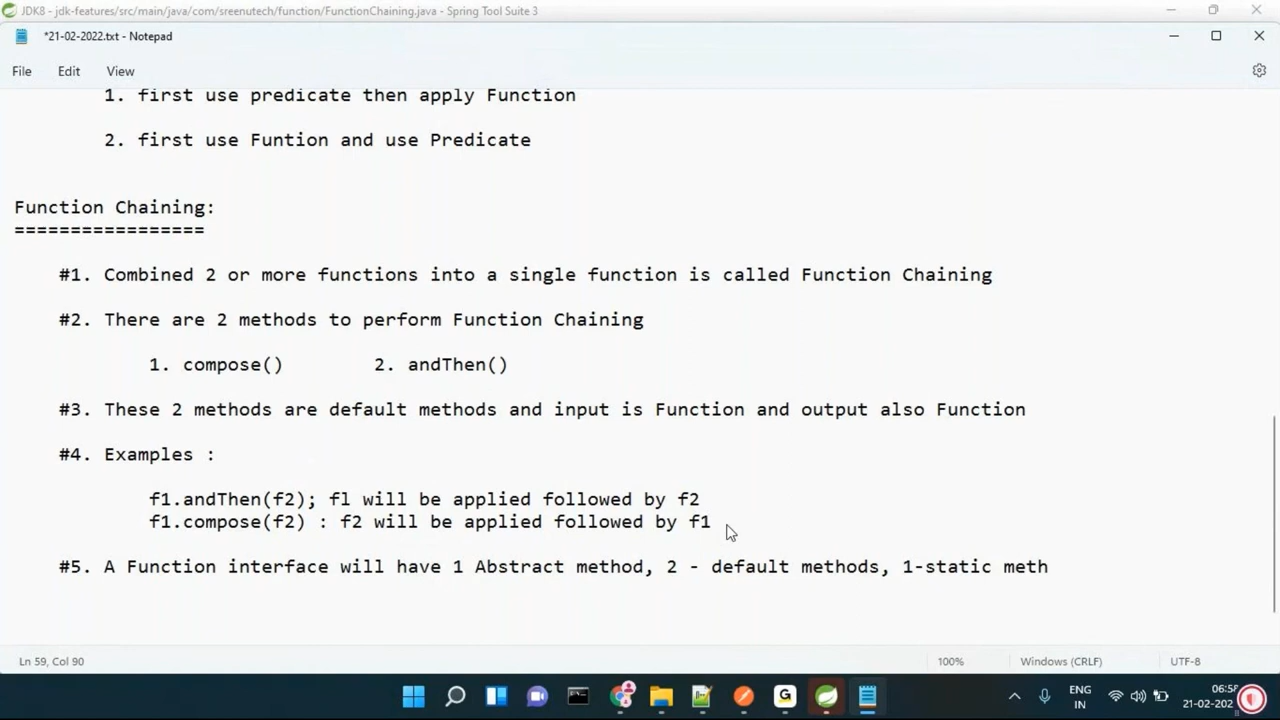 JDK8 - jdk-features/src/main/java/com/sreenutech/function/FunctionChaining.java - Spring Tool Suite 3
*21-02-2022.txt - Notepad
File Edit View
1. first use predicate then apply Function
2. first use Funtion and use Predicate
Function Chaining:
=================
#1. Combined 2 or more functions into a single function is called Function Chaining
#2. There are 2 methods to perform Function Chaining
1. compose() 2. andThen()
#3. These 2 methods are default methods and input is Function and output also Function
#4. Examples :
f1.andThen(f2); fl will be applied followed by f2
f1.compose(f2) : f2 will be applied followed by f1
#5. A Function interface will have 1 Abstract method, 2 - default methods, 1-static meth
Ln 59, Col 90 100% Windows (CRLF) UTF-8
ENG
IN
06:58
21-02-202